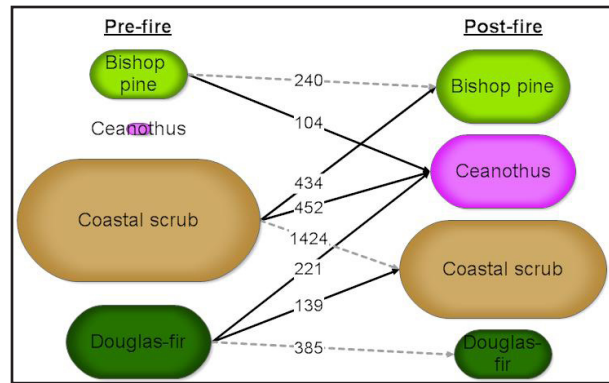 Pre-fire
Post-fire
Bishop
pine
240
Bishop pine
Ceanothus
104
Ceanothus
434
452
Coastal scrub
1424
Coastal scrub
221
139
Douglas-fir
385
Douglas-
fir